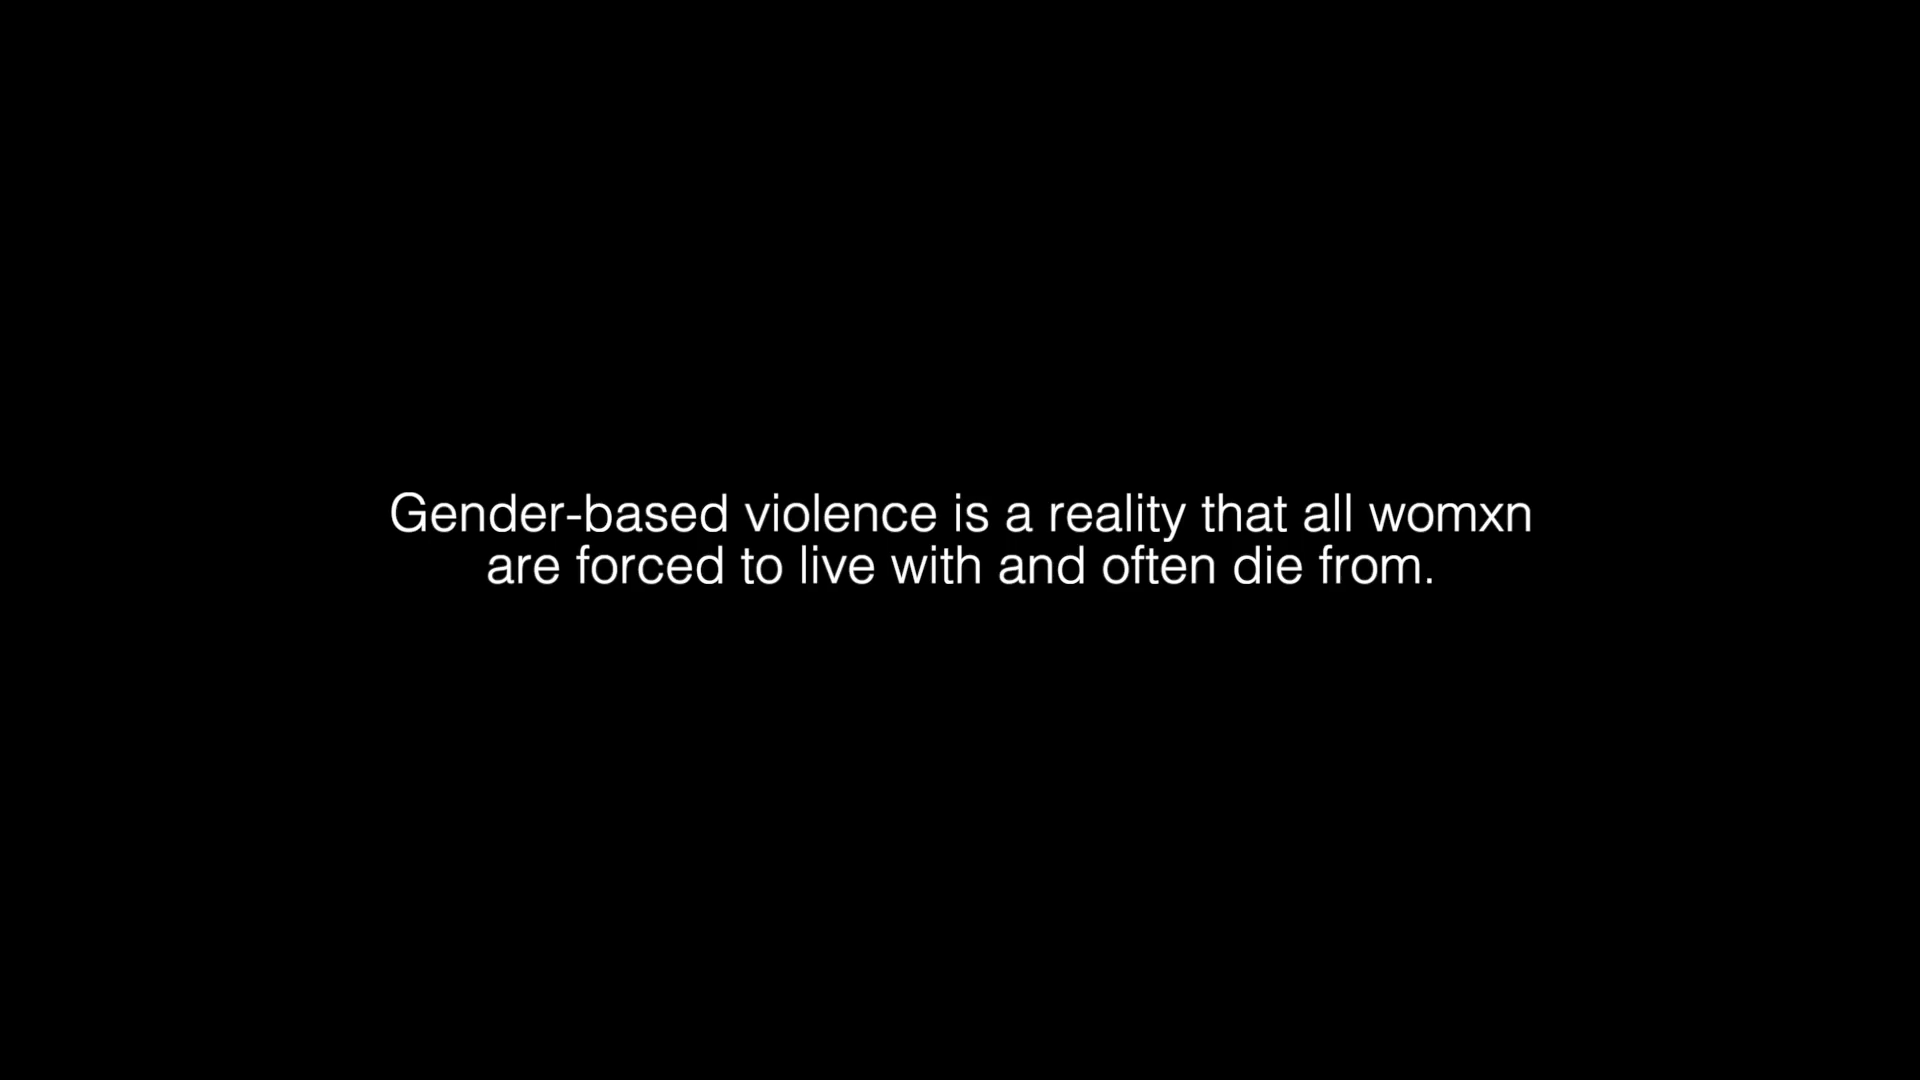 Gender-based violence is a reality that all womxn
are forced to live with and often die from.